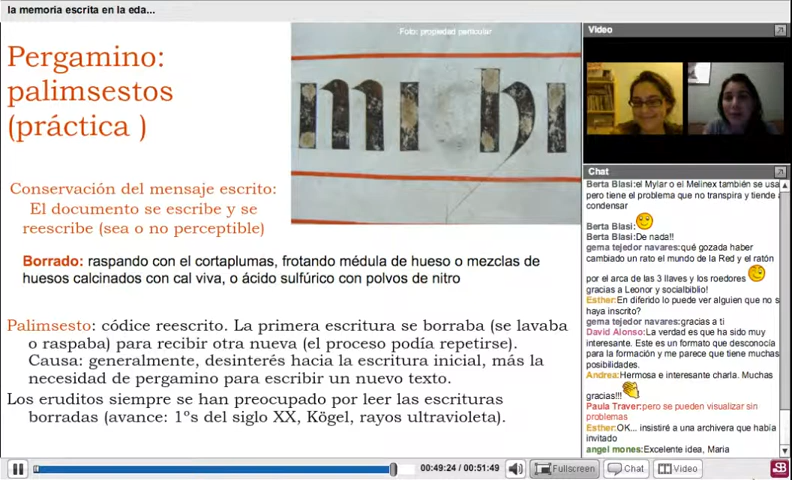 la memoria escrita en la eda...
Pergamino:
palimsestos
(práctica )
Foto: propiedad particular
michi
Conservación del mensaje escrito:
El documento se escribe y se
reescribe (sea o no perceptible)
Borrado: raspando con el cortaplumas, frotando médula de hueso o mezclas de
huesos calcinados con cal viva, o ácido sulfúrico con polvos de nitro
Palimsesto: códice reescrito. La primera escritura se borraba (se lavaba
o raspaba) para recibir otra nueva (el proceso podía repetirse).
Causa: generalmente, desinterés hacia la escritura inicial, más la
necesidad de pergamino para escribir un nuevo texto.
Los eruditos siempre se han preocupado por leer las escrituras
borradas (avance: 1ºs del siglo XX, Kögel, rayos ultravioleta).
Video
Chat
Berta Blasi:el Mylar o el Melinex también se usa
pero tiene el problema que no transpira y tiende a
condensar
Berta Blasi:
Berta Blasi:De nada!!
gema tejedor navares:qué gozada haber
cambiado un rato el mundo de la Red y el ratón
por el arca de las 3 llaves y los roedores
gracias a Leonor y socialbiblio!
Esther:En diferido lo puede ver alguien que no s
haya inscrito?
gema tejedor navares:gracias a ti
David Alonso:La verdad es que ha sido muy
interesante. Este es un formato que desconocía
para la formación y me parece que tiene muchas
posibilidades.
Andrea:Hermosa e interesante charla. Muchas
gracias!!!
Paula Traver:pero se pueden visualizar sin
problemas
Esther:OK... insistiré a una archivera que había
invitado
angel mones:Excelente idea, Maria
00:49:24 / 00:51:49
Fullscreen
Chat
Video
SB